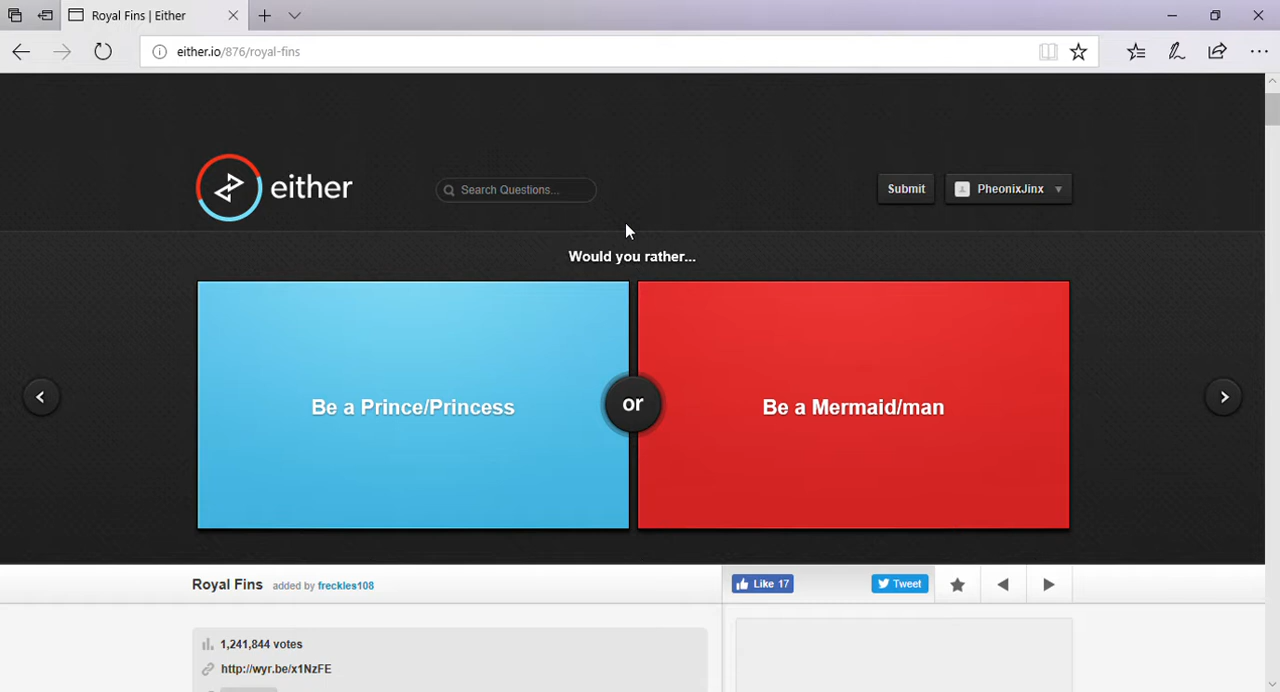 Royal Fins | Either
either.io/876/royal-fins
either
Search Questions...
Submit
PheonixJinx
Would you rather...
Be a Prince/Princess
or
Be a Mermaid/man
Royal Fins added by freckles108
Like 17
Tweet
1,241,844 votes
http://wyr.be/x1NzFE